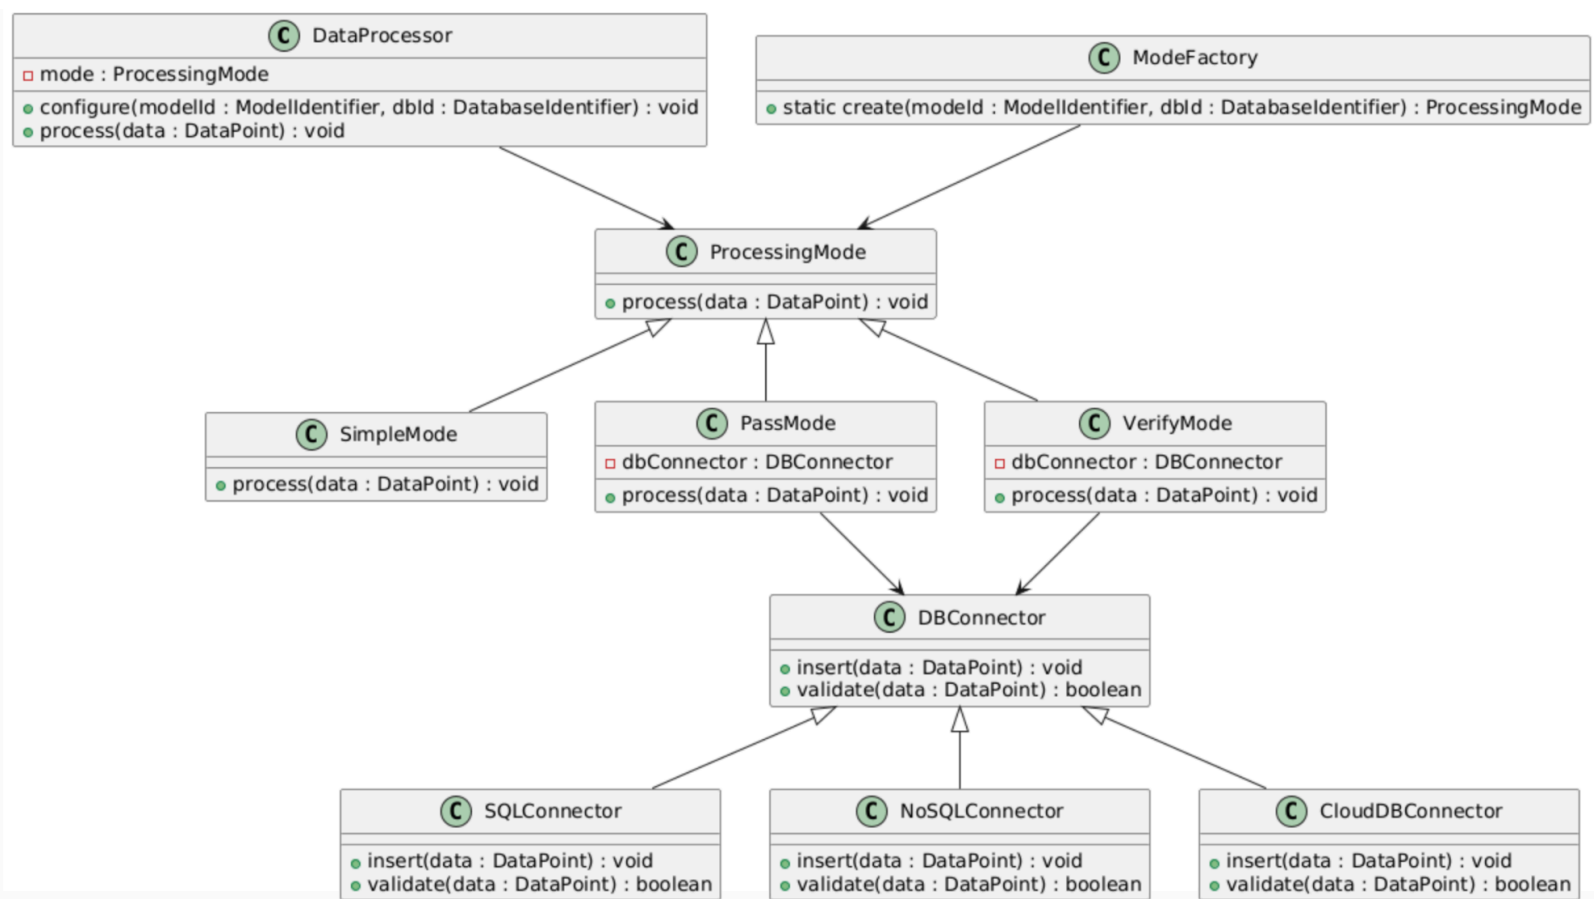 C DataProcessor
mode : ProcessingMode
configure(modelId : ModelIdentifier, dbId : DatabaseIdentifier) : void
process(data : DataPoint) : void
C ModeFactory
static create(modeId : ModelIdentifier, dbId : DatabaseIdentifier) : ProcessingMode
C ProcessingMode
process(data : DataPoint) : void
C SimpleMode
process(data : DataPoint) : void
C PassMode
dbConnector : DBConnector
process(data : DataPoint) : void
C VerifyMode
dbConnector : DBConnector
process(data : DataPoint) : void
C DBConnector
insert(data : DataPoint) : void
validate(data : DataPoint) : boolean
C SQLConnector
insert(data : DataPoint) : void
validate(data : DataPoint) : boolean
C NoSQLConnector
insert(data : DataPoint) : void
validate(data : DataPoint) : boolean
C CloudDBConnector
insert(data : DataPoint) : void
validate(data : DataPoint) : boolean